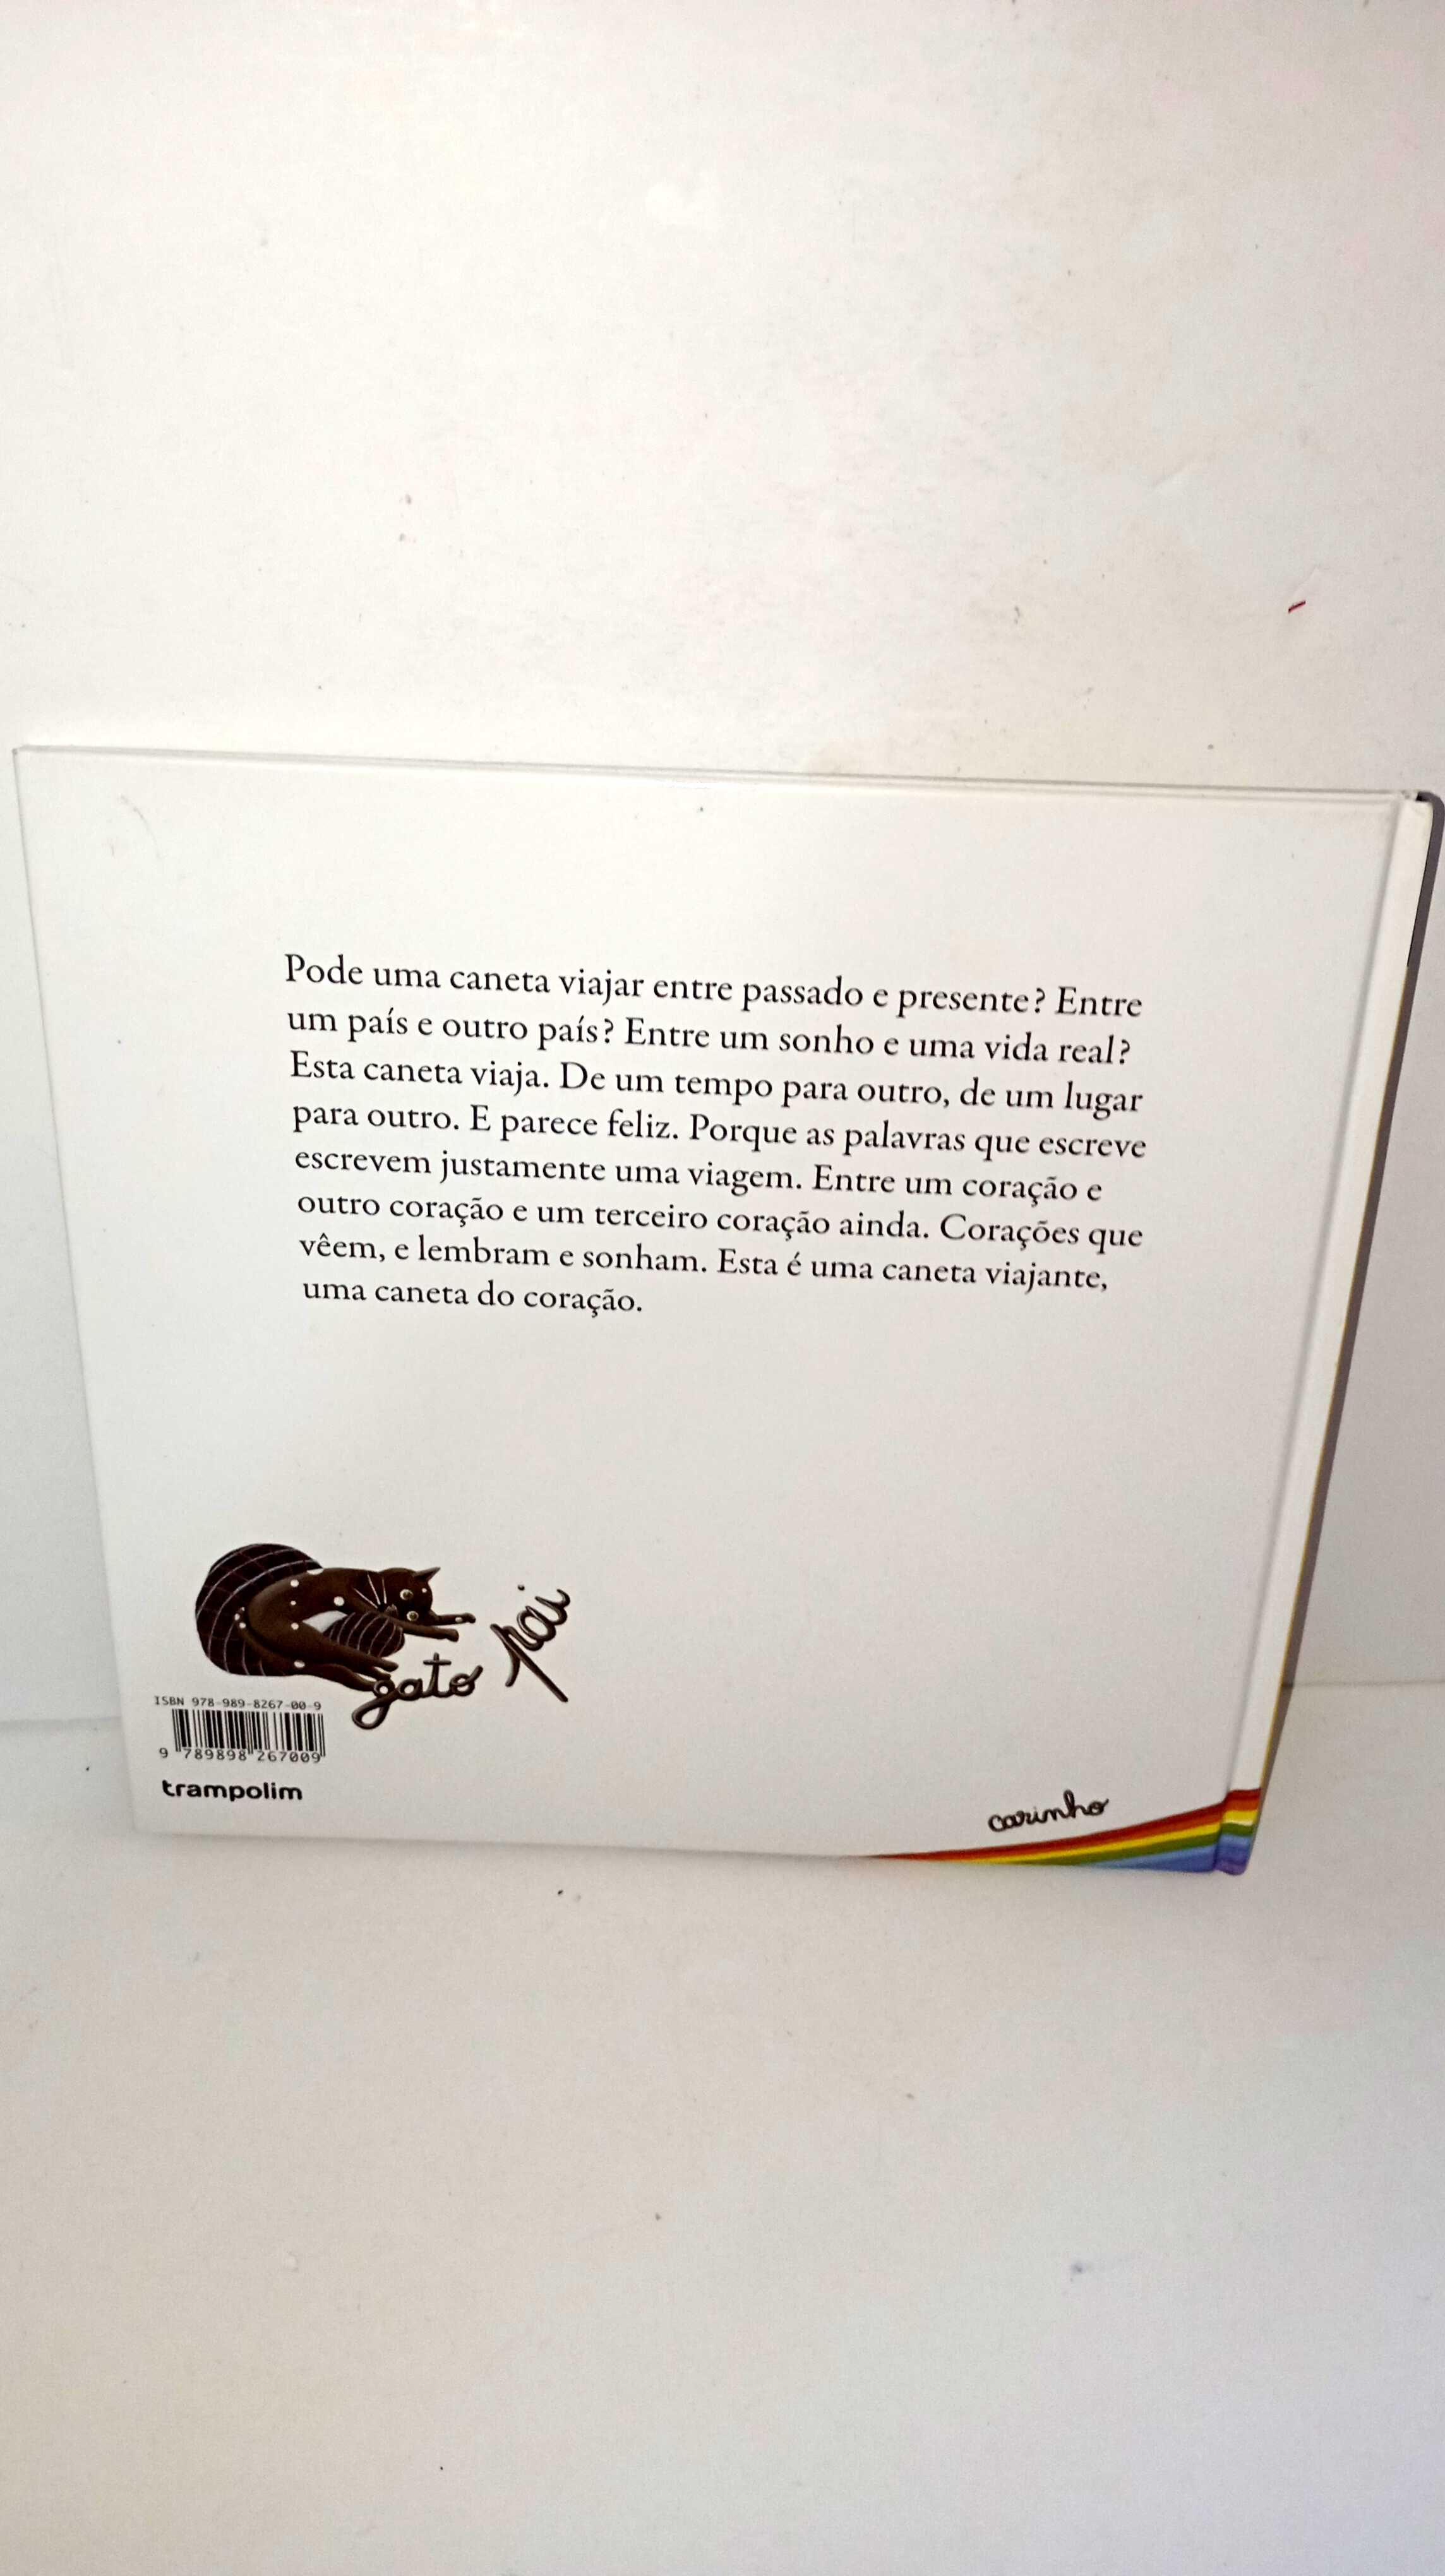 Pode uma caneta viajar entre passado e presente? Entre
um país e outro país? Entre um sonho e uma vida real?
Esta caneta viaja. De um tempo para outro, de um lugar
para outro. E parece feliz. Porque as palavras que escreve
escrevem justamente uma viagem. Entre um coração e
outro coração e um terceiro coração ainda. Corações que
vêem, e lembram e sonham. Esta é uma caneta viajante,
uma caneta do coração.
gato pai
ISBN 978-989-8267-00-9
9 789898 267009
trampolim
carinho